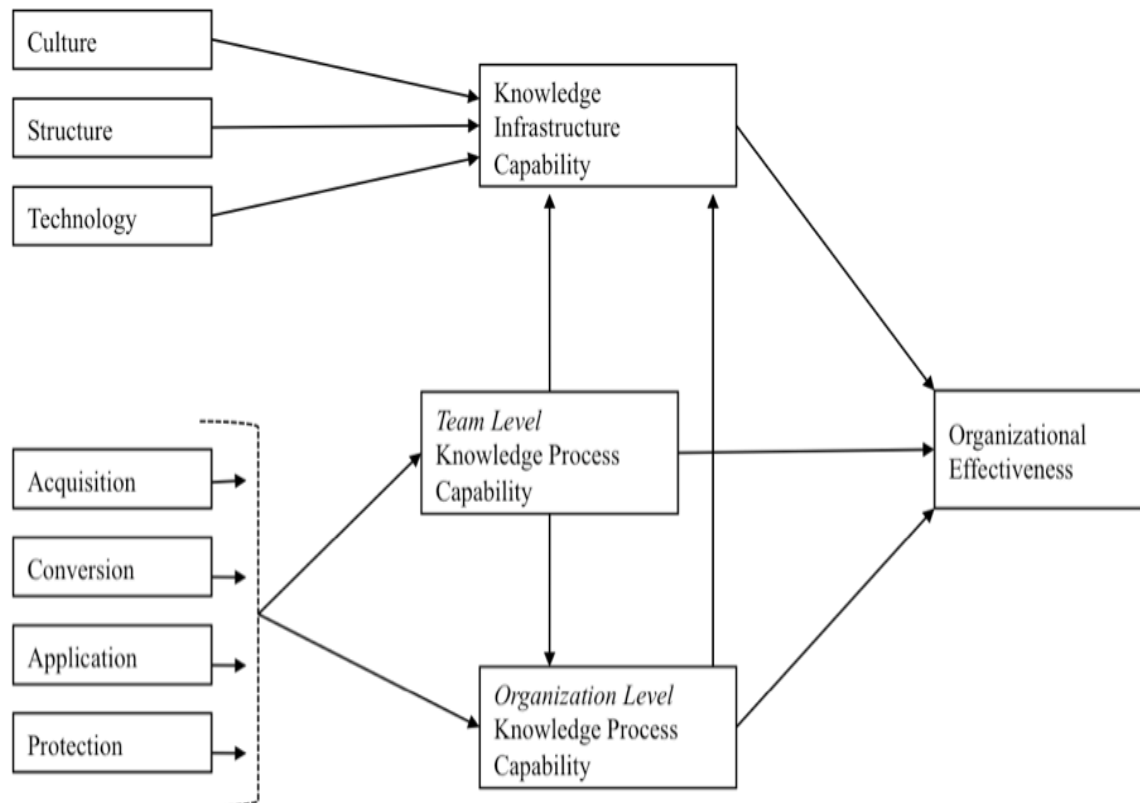 Culture
Structure
Technology
Knowledge
Infrastructure
Capability
Acquisition
Conversion
Application
Protection
Team Level
Knowledge Process
Capability
Organization Level
Knowledge Process
Capability
Organizational
Effectiveness